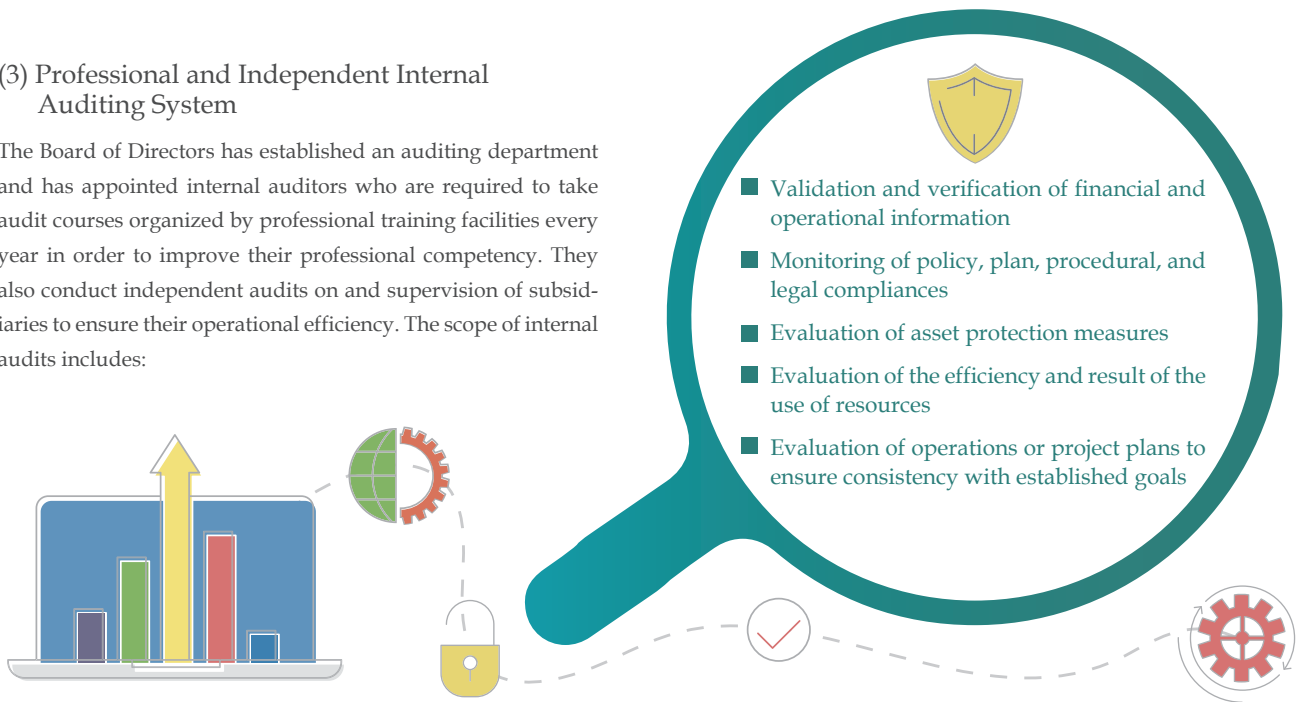 (3) Professional and Independent Internal
Auditing System
The Board of Directors has established an auditing department
and has appointed internal auditors who are required to take
audit courses organized by professional training facilities every
year in order to improve their professional competency. They
also conduct independent audits on and supervision of subsid-
iaries to ensure their operational efficiency. The scope of internal
audits includes:
Validation and verification of financial and
operational information
Monitoring of policy, plan, procedural, and
legal compliances
Evaluation of asset protection measures
Evaluation of the efficiency and result of the
use of resources
Evaluation of operations or project plans to
ensure consistency with established goals